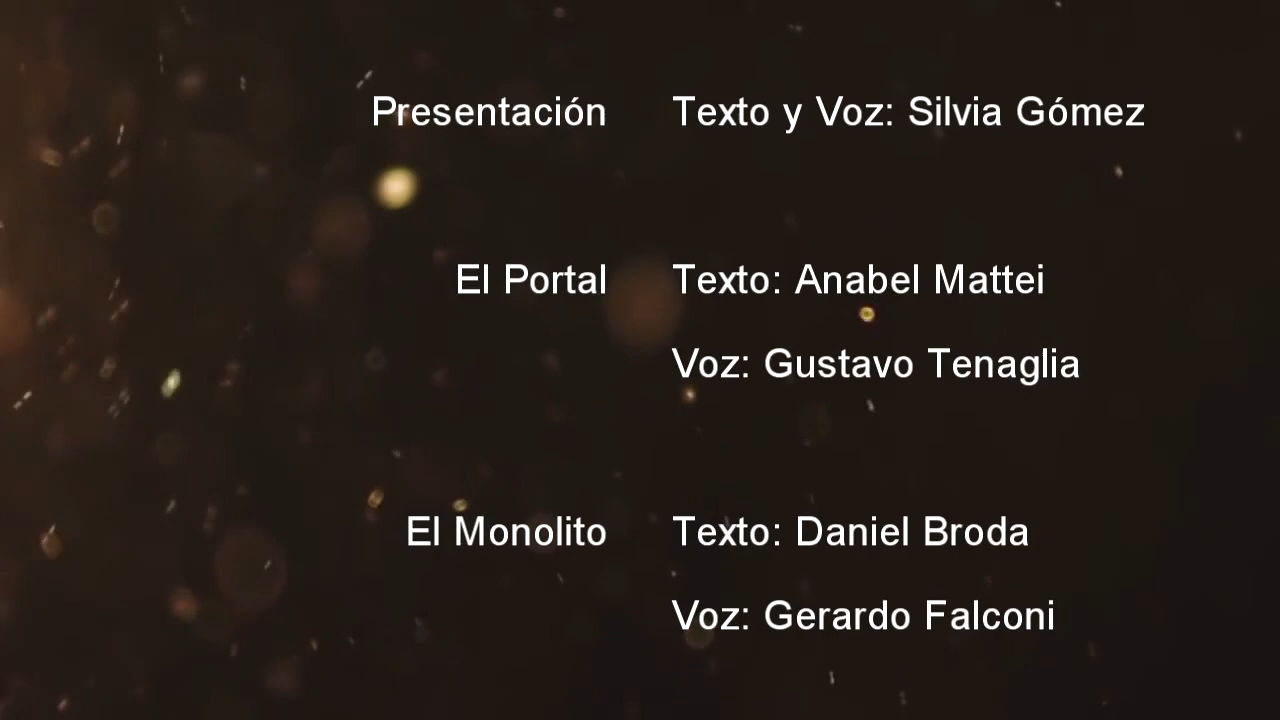 Presentación Texto y Voz: Silvia Gómez
El Portal Texto: Anabel Mattei
Voz: Gustavo Tenaglia
El Monolito Texto: Daniel Broda
Voz: Gerardo Falconi